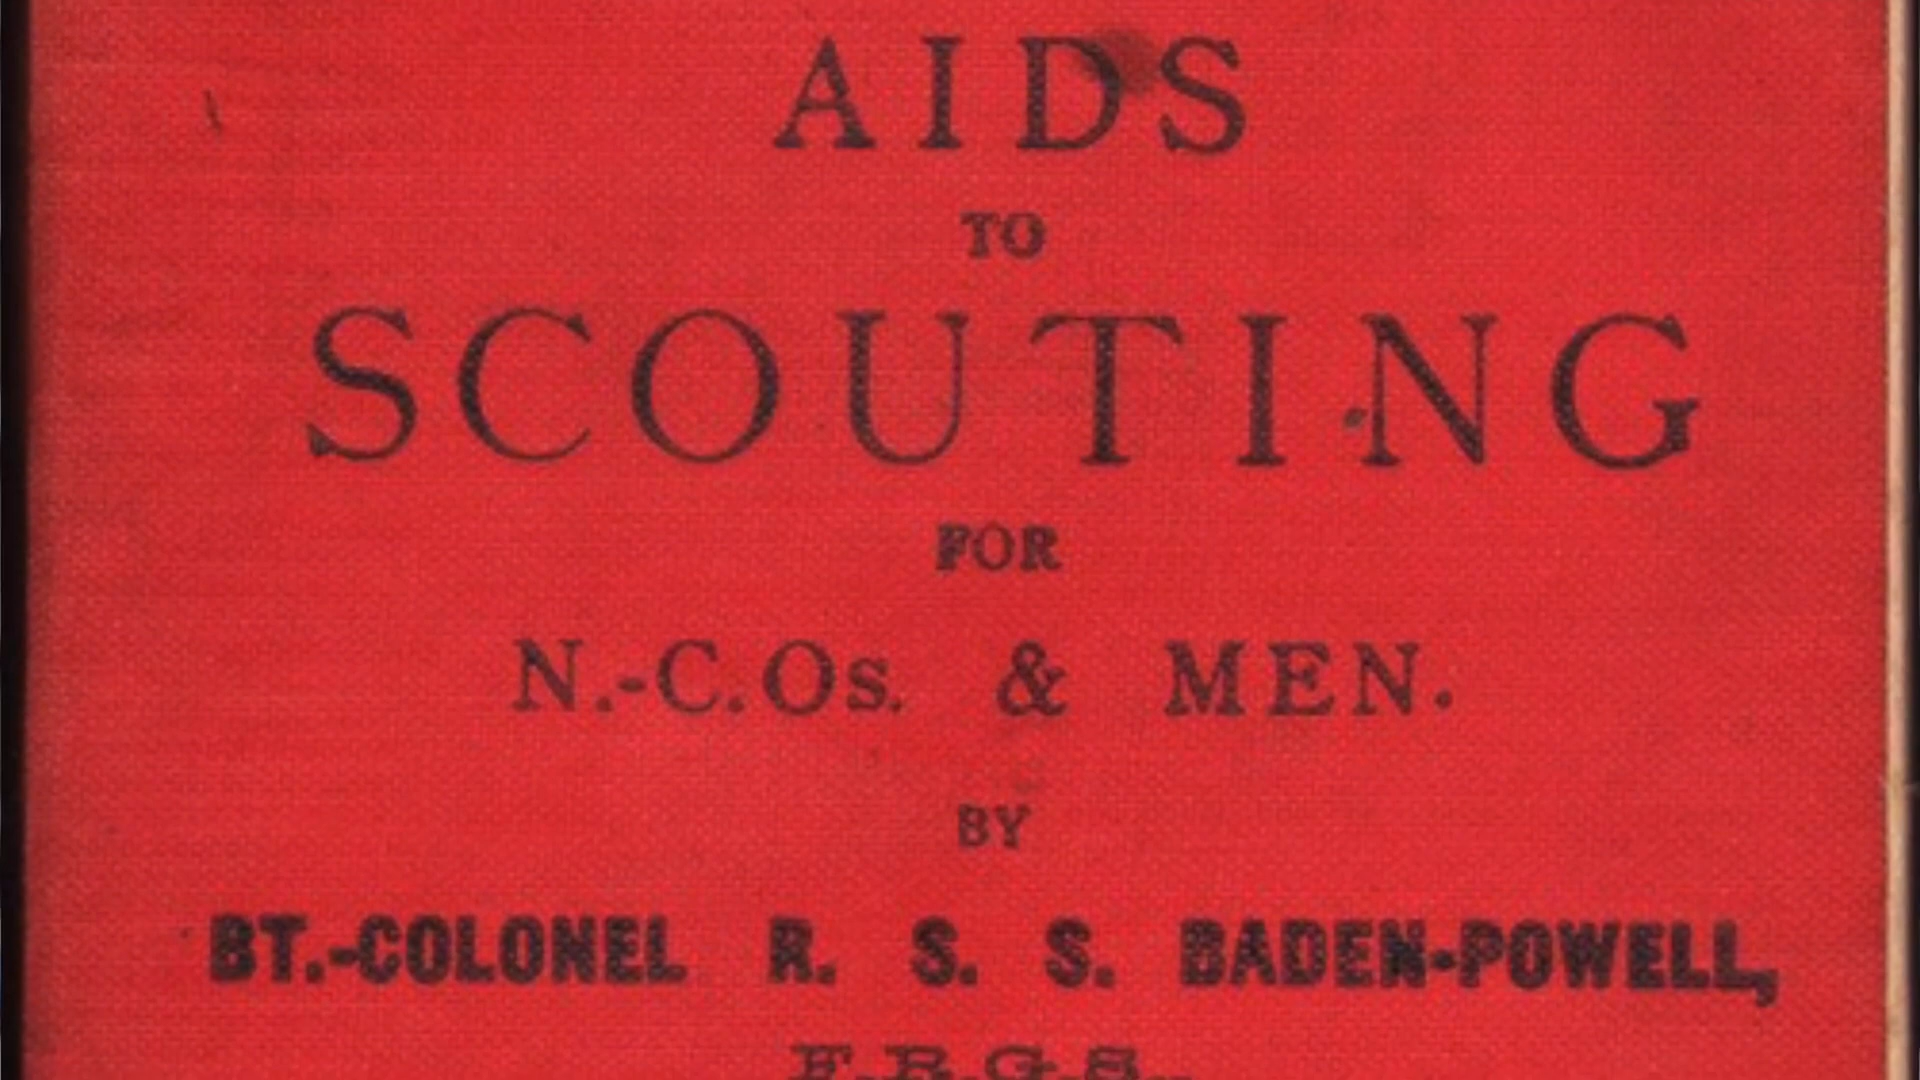 AIDS
TO
SCOUTING
FOR
N.-C.Os. & MEN.
BY
BT.-COLONEL R. S. S. BADEN-POWELL,
F.R.G.S.,